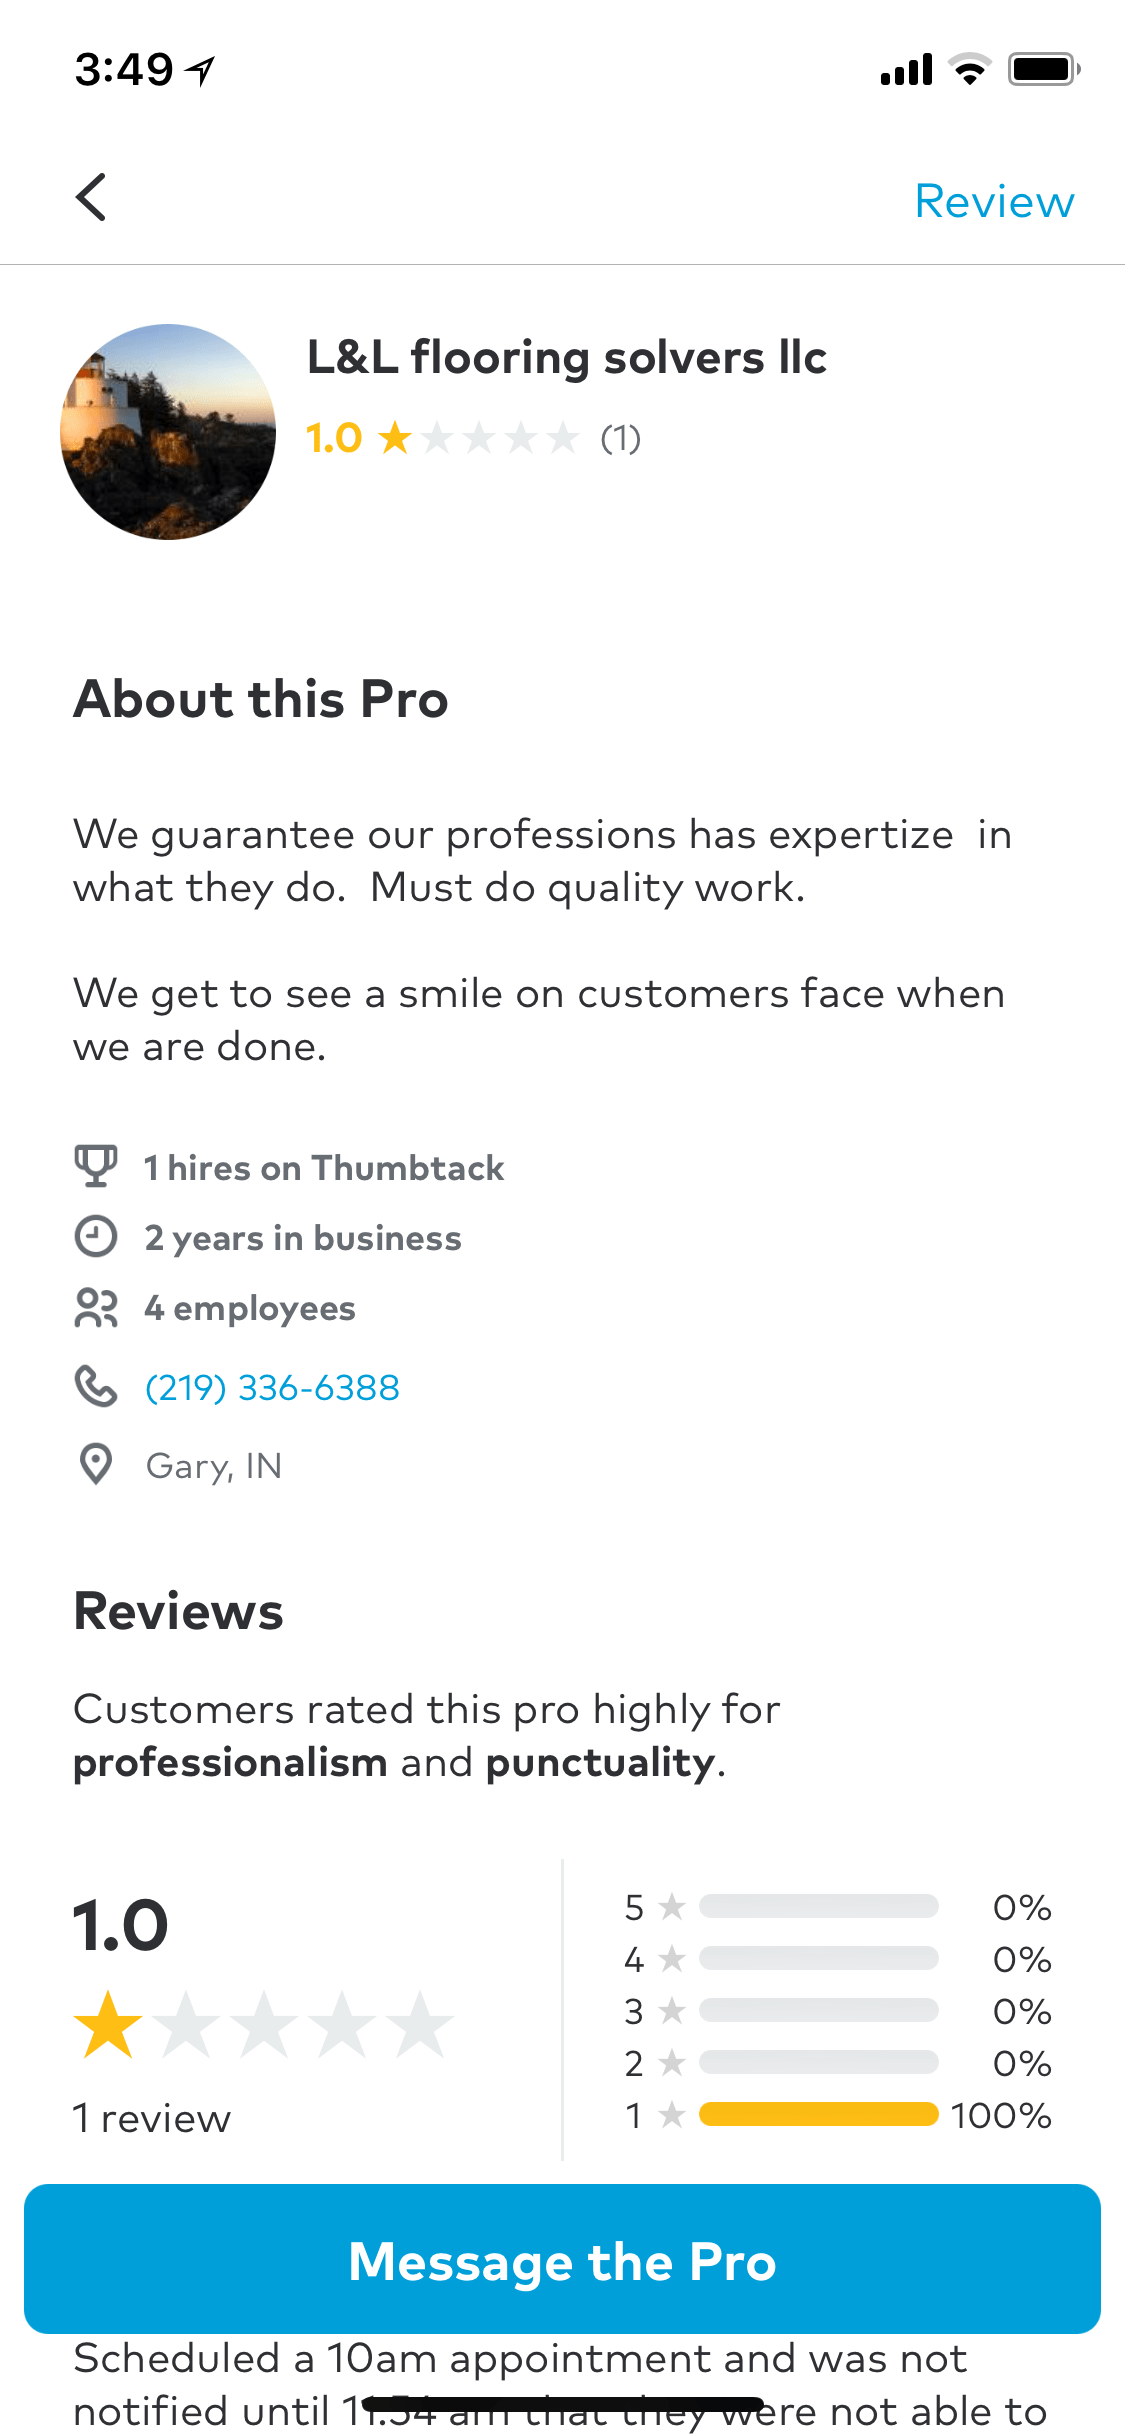 3:49
Review
L&L flooring solvers llc
1.0 (1)
About this Pro
We guarantee our professions has expertize  in
what they do.  Must do quality work.
We get to see a smile on customers face when
we are done.
1 hires on Thumbtack
2 years in business
4 employees
(219) 336-6388
Gary, IN
Reviews
Customers rated this pro highly for
professionalism and punctuality.
1.0
1 review
5 0%
4 0%
3 0%
2 0%
1 100%
Message the Pro
Scheduled a 10am appointment and was not
notified until 11:54 am that they were not able to